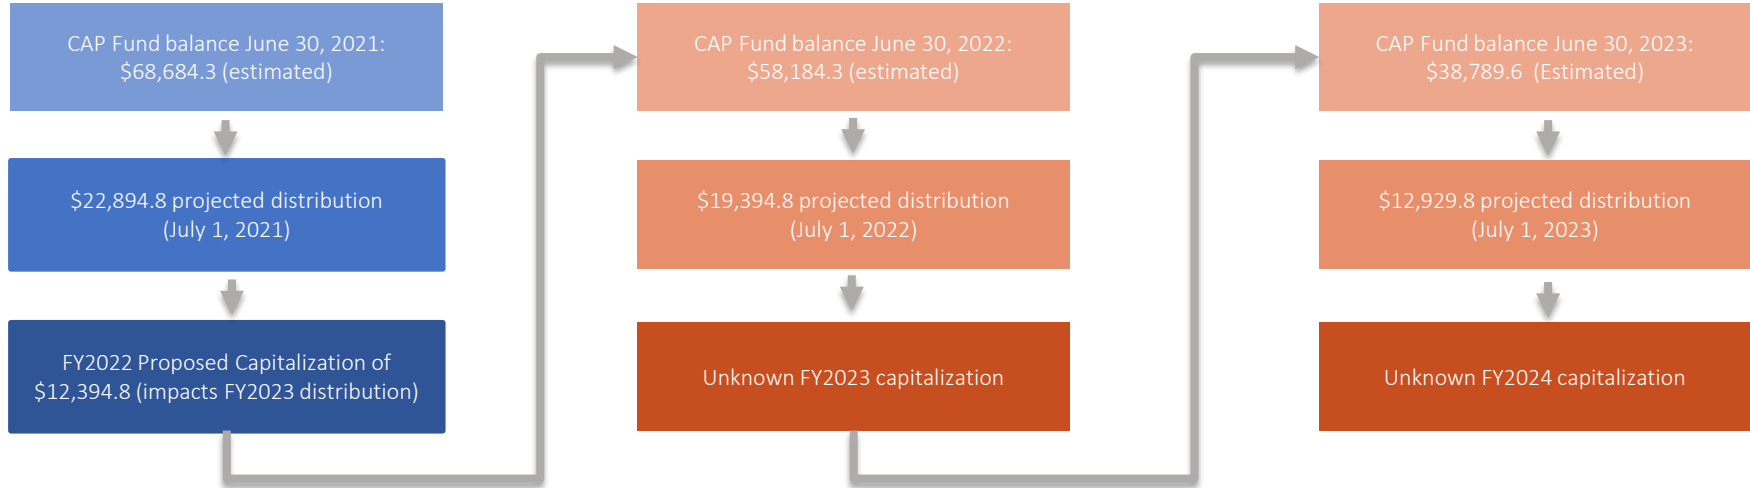 CAP Fund balance June 30, 2021:
$68,684.3 (estimated)
$22,894.8 projected distribution
(July 1, 2021)
FY2022 Proposed Capitalization of
$12,394.8 (impacts FY2023 distribution)
CAP Fund balance June 30, 2022:
$58,184.3 (estimated)
$19,394.8 projected distribution
(July 1, 2022)
Unknown FY2023 capitalization
CAP Fund balance June 30, 2023:
$38,789.6 (Estimated)
$12,929.8 projected distribution
(July 1, 2023)
Unknown FY2024 capitalization